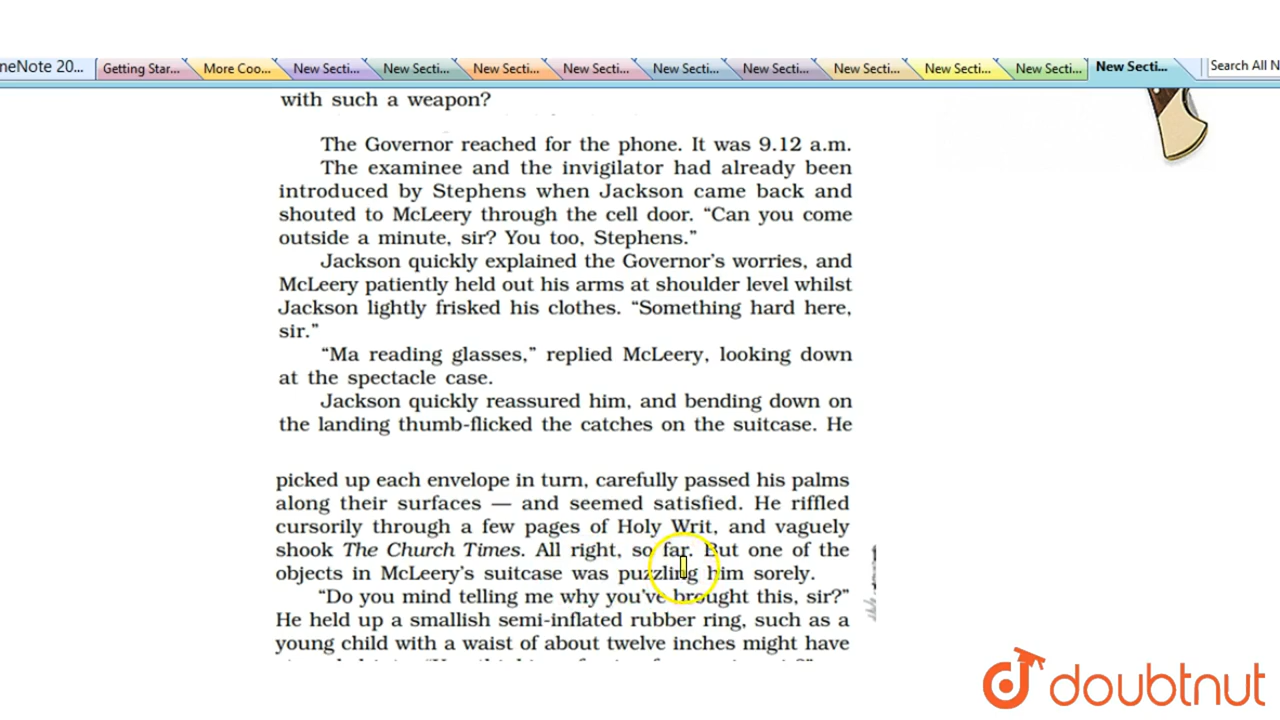 neNote 20...
Getting Star...
More Coo...
New Secti...
New Secti...
New Secti...
New Secti...
New Secti...
New Secti...
New Secti...
New Secti...
New Secti...
New Secti...
Search All N
with such a weapon?
The Governor reached for the phone. It was 9.12 a.m.
The examinee and the invigilator had already been
introduced by Stephens when Jackson came back and
shouted to McLeery through the cell door. “Can you come
outside a minute, sir? You too, Stephens.”
Jackson quickly explained the Governor’s worries, and
McLeery patiently held out his arms at shoulder level whilst
Jackson lightly frisked his clothes. “Something hard here,
sir.”
“Ma reading glasses,” replied McLeery, looking down
at the spectacle case.
Jackson quickly reassured him, and bending down on
the landing thumb-flicked the catches on the suitcase. He
picked up each envelope in turn, carefully passed his palms
along their surfaces — and seemed satisfied. He riffled
cursorily through a few pages of Holy Writ, and vaguely
shook The Church Times. All right, so far. But one of the
objects in McLeery’s suitcase was puzzling him sorely.
“Do you mind telling me why you’ve brought this, sir?”
He held up a smallish semi-inflated rubber ring, such as a
young child with a waist of about twelve inches might have
doubtnut